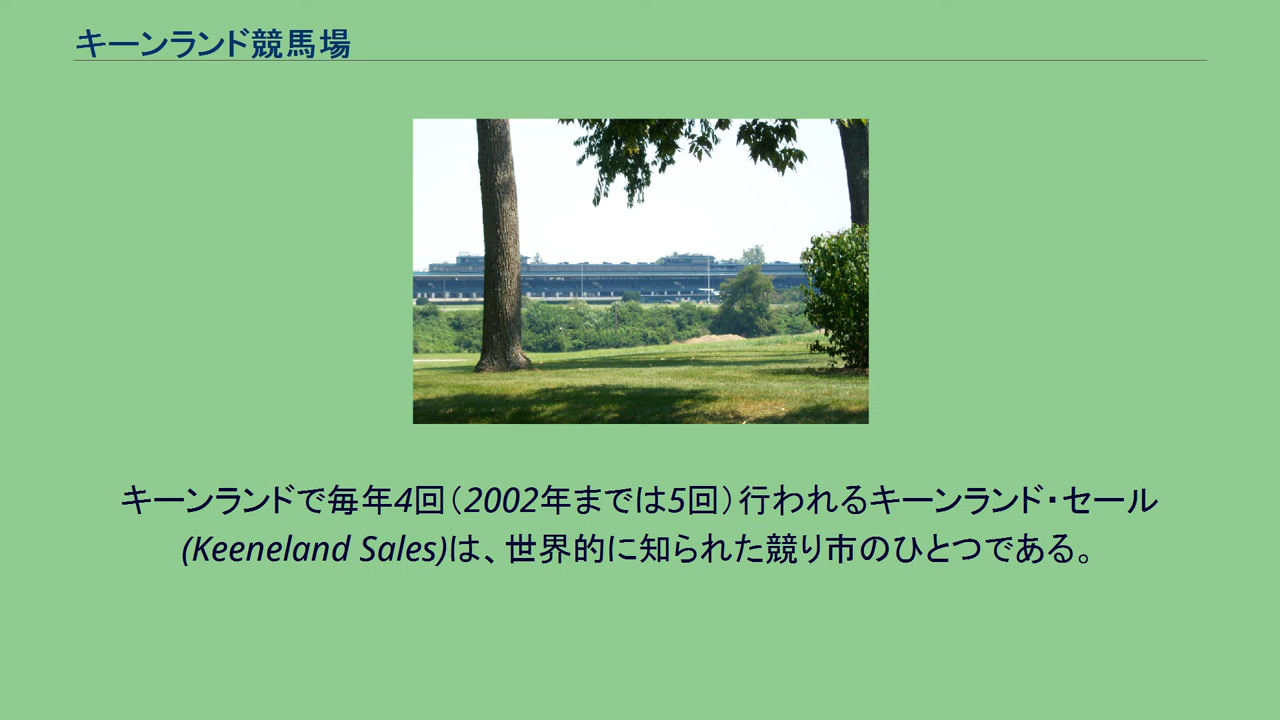 キーンランド競馬場
キーンランドで毎年4回（2002年までは5回）行われるキーンランド・セール
(Keeneland Sales)は、世界的に知られた競り市のひとつである。